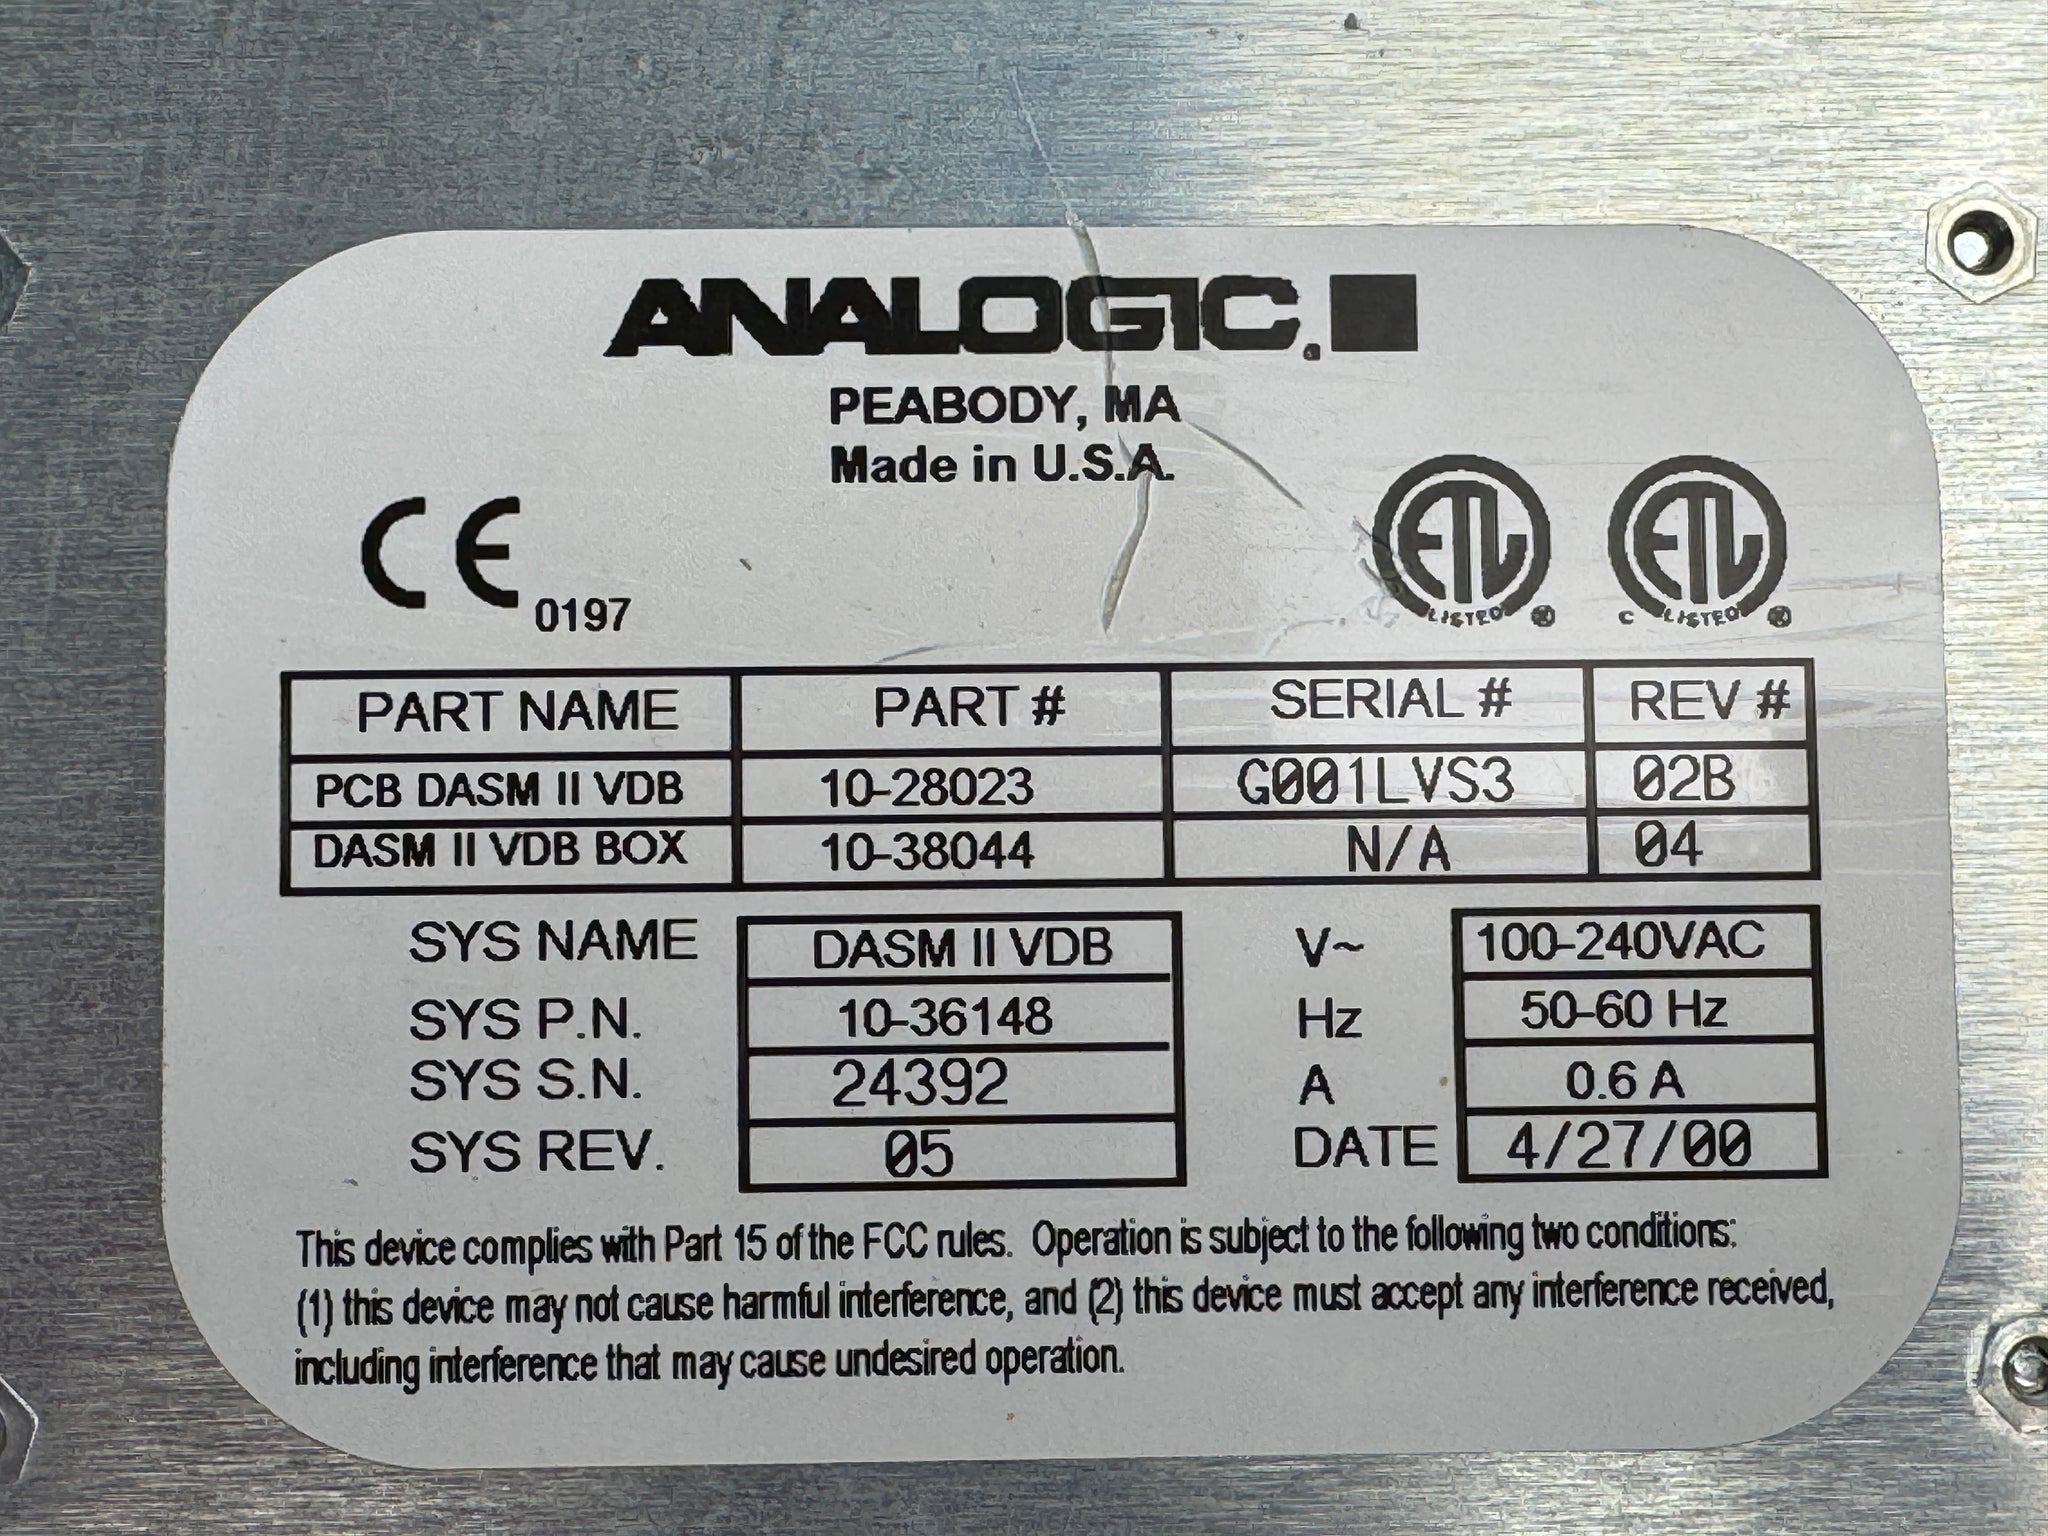 ANALOGIC.
PEABODY, MA
Made in U.S.A.
CE 0197
ETL LISTED
C ETL LISTED
PART NAME PART # SERIAL # REV #
PCB DASM II VDB 10-28023 G001LVS3 02B
DASM II VDB BOX 10-38044 N/A 04
SYS NAME DASM II VDB V~ 100-240VAC
SYS P.N. 10-36148 Hz 50-60 Hz
SYS S.N. 24392 A 0.6 A
SYS REV. 05 DATE 4/27/00
This device complies with Part 15 of the FCC rules. Operation is subject to the following two conditions:
(1) this device may not cause harmful interference, and (2) this device must accept any interference received,
including interference that may cause undesired operation.